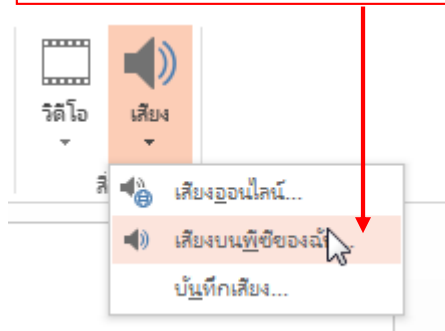 วิดีโอ
เสียง
เสียงออนไลน์...
เสียงบนพีซีของฉัน...
บันทึกเสียง...